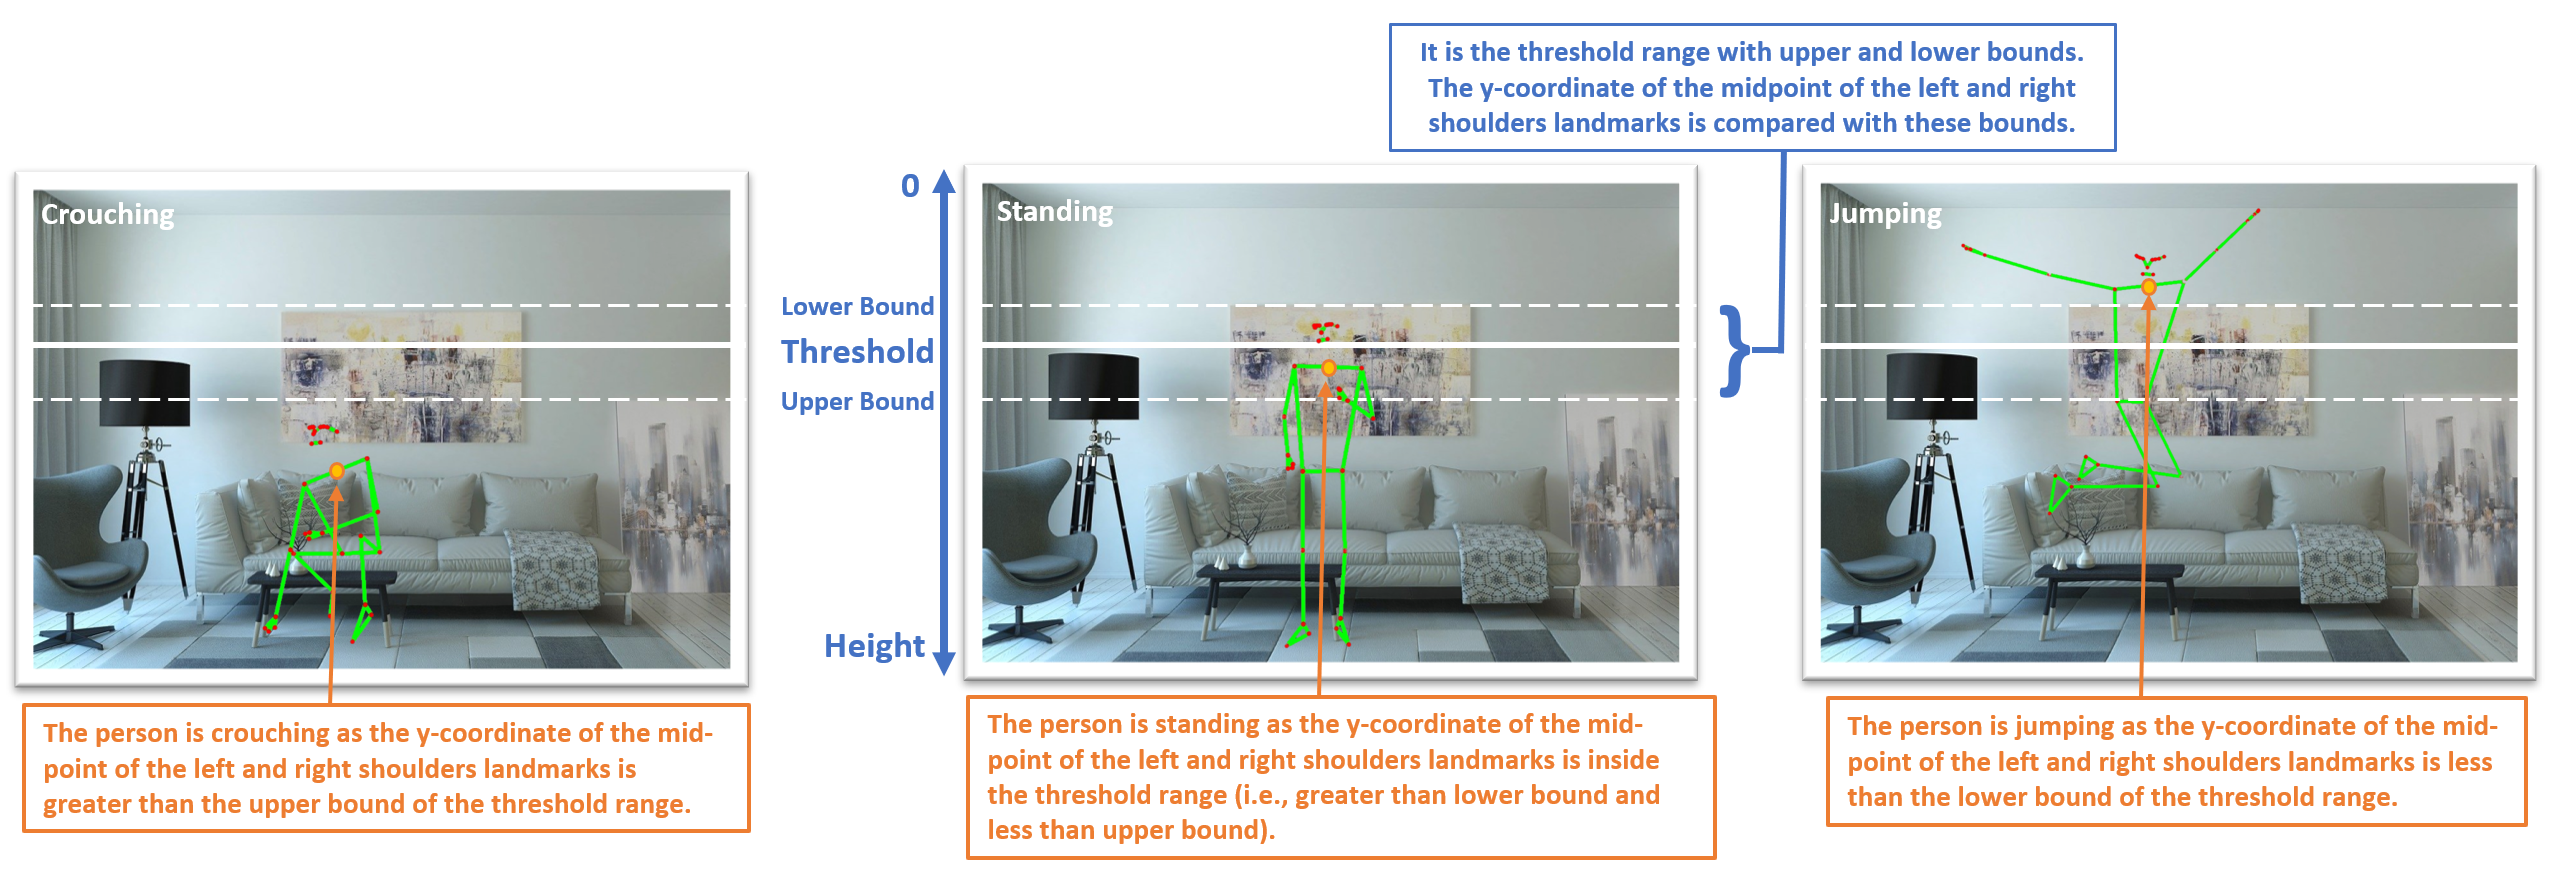 It is the threshold range with upper and lower bounds.
The y-coordinate of the midpoint of the left and right
shoulders landmarks is compared with these bounds.
Crouching
0
Lower Bound
Threshold
Upper Bound
Height
Standing
Jumping
The person is crouching as the y-coordinate of the mid-
point of the left and right shoulders landmarks is
greater than the upper bound of the threshold range.
The person is standing as the y-coordinate of the mid-
point of the left and right shoulders landmarks is inside
the threshold range (i.e., greater than lower bound and
less than upper bound).
The person is jumping as the y-coordinate of the mid-
point of the left and right shoulders landmarks is less
than the lower bound of the threshold range.